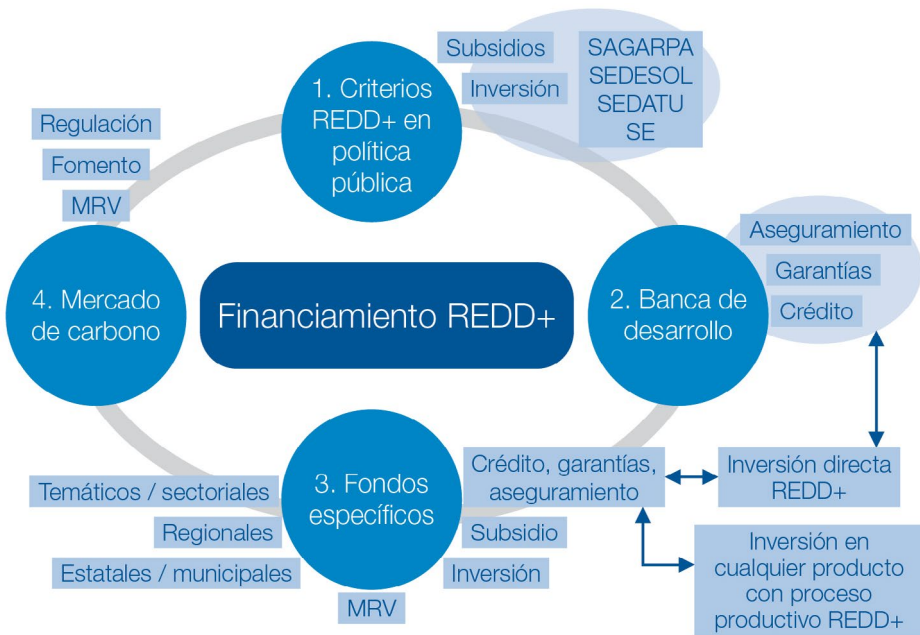 Subsidios
Inversión
SAGARPA
SEDESOL
SEDATU
SE
1. Criterios
REDD+ en
política
pública
Regulación
Fomento
MRV
Aseguramiento
Garantías
Crédito
4. Mercado
de carbono
Financiamiento REDD+
2. Banca de
desarrollo
Temáticos / sectoriales
Regionales
Estatales / municipales
3. Fondos
específicos
MRV
Crédito, garantías,
aseguramiento
Subsidio
Inversión
Inversión directa
REDD+
Inversión en
cualquier producto
con proceso
productivo REDD+